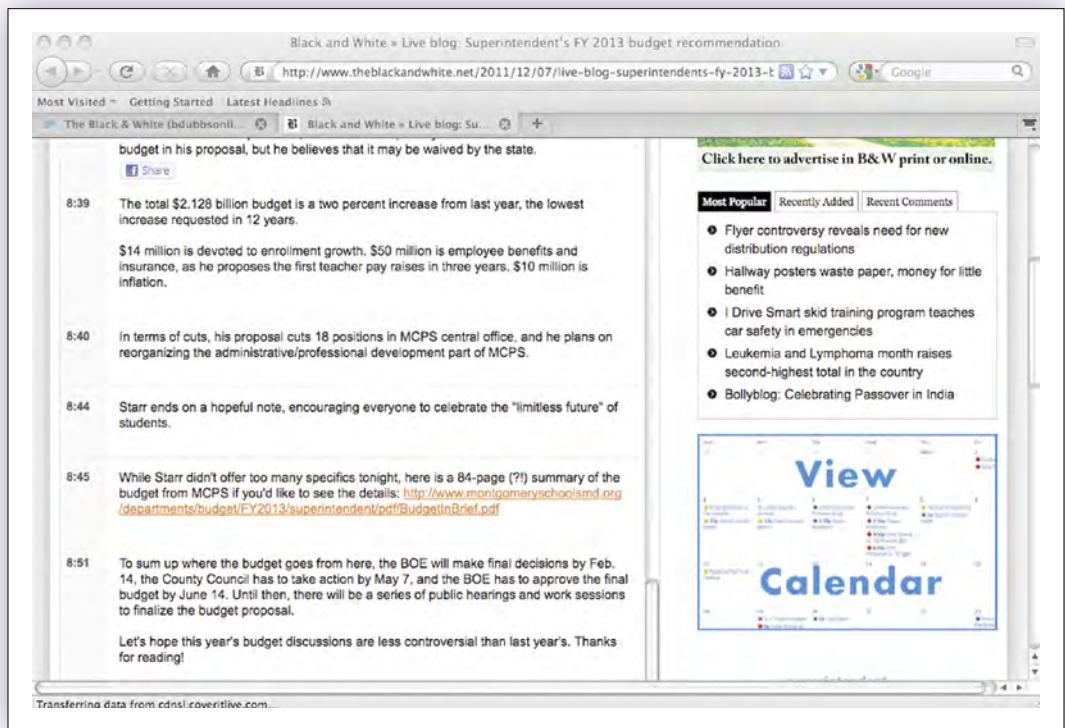 Black and White » Live blog: Superintendent's FY 2013 budget recommendation
http://www.theblackandwhite.net/2011/12/07/live-blog-superintendents-fy-2013-b
Google
Most Visited Getting Started Latest Headlines
The Black & White (bdubbsonli... Black and White » Live blog: Su... +
budget in his proposal, but he believes that it may be waived by the state.
Share
8:39 The total $2.128 billion budget is a two percent increase from last year, the lowest
increase requested in 12 years.
$14 million is devoted to enrollment growth. $50 million is employee benefits and
insurance, as he proposes the first teacher pay raises in three years. $10 million is
inflation.
8:40 In terms of cuts, his proposal cuts 18 positions in MCPS central office, and he plans on
reorganizing the administrative/professional development part of MCPS.
8:44 Starr ends on a hopeful note, encouraging everyone to celebrate the "limitless future" of
students.
8:45 While Starr didn't offer too many specifics tonight, here is a 84-page (?!) summary of the
budget from MCPS if you'd like to see the details: http://www.montgomeryschoolsmd.org
/departments/budget/FY2013/superintendent/pdf/BudgetInBrief.pdf
8:51 To sum up where the budget goes from here, the BOE will make final decisions by Feb.
14, the County Council has to take action by May 7, and the BOE has to approve the final
budget by June 14. Until then, there will be a series of public hearings and work sessions
to finalize the budget proposal.
Let's hope this year's budget discussions are less controversial than last year's. Thanks
for reading!
Click here to advertise in B&W print or online.
Most Popular Recently Added Recent Comments
Flyer controversy reveals need for new
distribution regulations
Hallway posters waste paper, money for little
benefit
I Drive Smart skid training program teaches
car safety in emergencies
Leukemia and Lymphoma month raises
second-highest total in the country
Bollyblog: Celebrating Passover in India
View
Calendar
Transferring data from cdnsl.coveritlive.com...